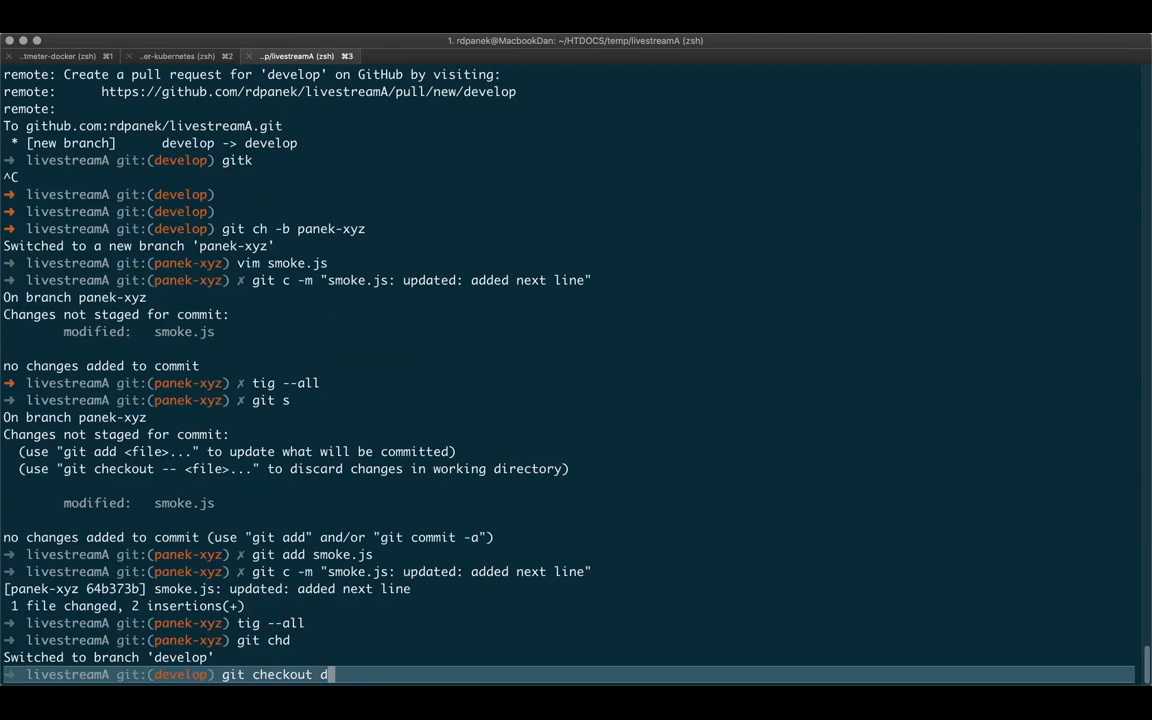 1. rdpanek@MacbookDan: ~/HTDOCS/temp/livestreamA (zsh)
..tmeter-docker (zsh) ⌘1 ..er-kubernetes (zsh) ⌘2 ..p/livestreamA (zsh) ⌘3
remote: Create a pull request for 'develop' on GitHub by visiting:
remote:      https://github.com/rdpanek/livestreamA/pull/new/develop
remote:
To github.com:rdpanek/livestreamA.git
 * [new branch]      develop -> develop
➜  livestreamA git:(develop) gitk
^C
➜  livestreamA git:(develop)
➜  livestreamA git:(develop)
➜  livestreamA git:(develop) git ch -b panek-xyz
Switched to a new branch 'panek-xyz'
➜  livestreamA git:(panek-xyz) vim smoke.js
➜  livestreamA git:(panek-xyz) ✗ git c -m "smoke.js: updated: added next line"
On branch panek-xyz
Changes not staged for commit:
        modified:   smoke.js
no changes added to commit
➜  livestreamA git:(panek-xyz) ✗ tig --all
➜  livestreamA git:(panek-xyz) ✗ git s
On branch panek-xyz
Changes not staged for commit:
  (use "git add <file>..." to update what will be committed)
  (use "git checkout -- <file>..." to discard changes in working directory)
        modified:   smoke.js
no changes added to commit (use "git add" and/or "git commit -a")
➜  livestreamA git:(panek-xyz) ✗ git add smoke.js
➜  livestreamA git:(panek-xyz) ✗ git c -m "smoke.js: updated: added next line"
[panek-xyz 64b373b] smoke.js: updated: added next line
 1 file changed, 2 insertions(+)
➜  livestreamA git:(panek-xyz) tig --all
➜  livestreamA git:(panek-xyz) git chd
Switched to branch 'develop'
➜  livestreamA git:(develop) git checkout d